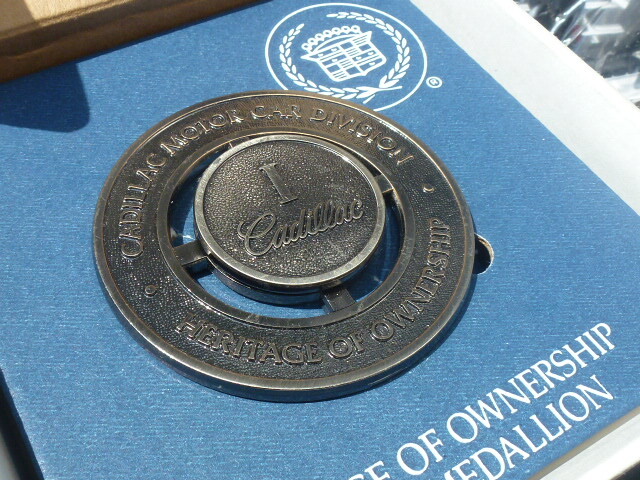 CADILLAC MOTOR CAR DIVISION
I
Cadillac
HERITAGE OF OWNERSHIP
®
OF OWNERSHIP
MEDALLION